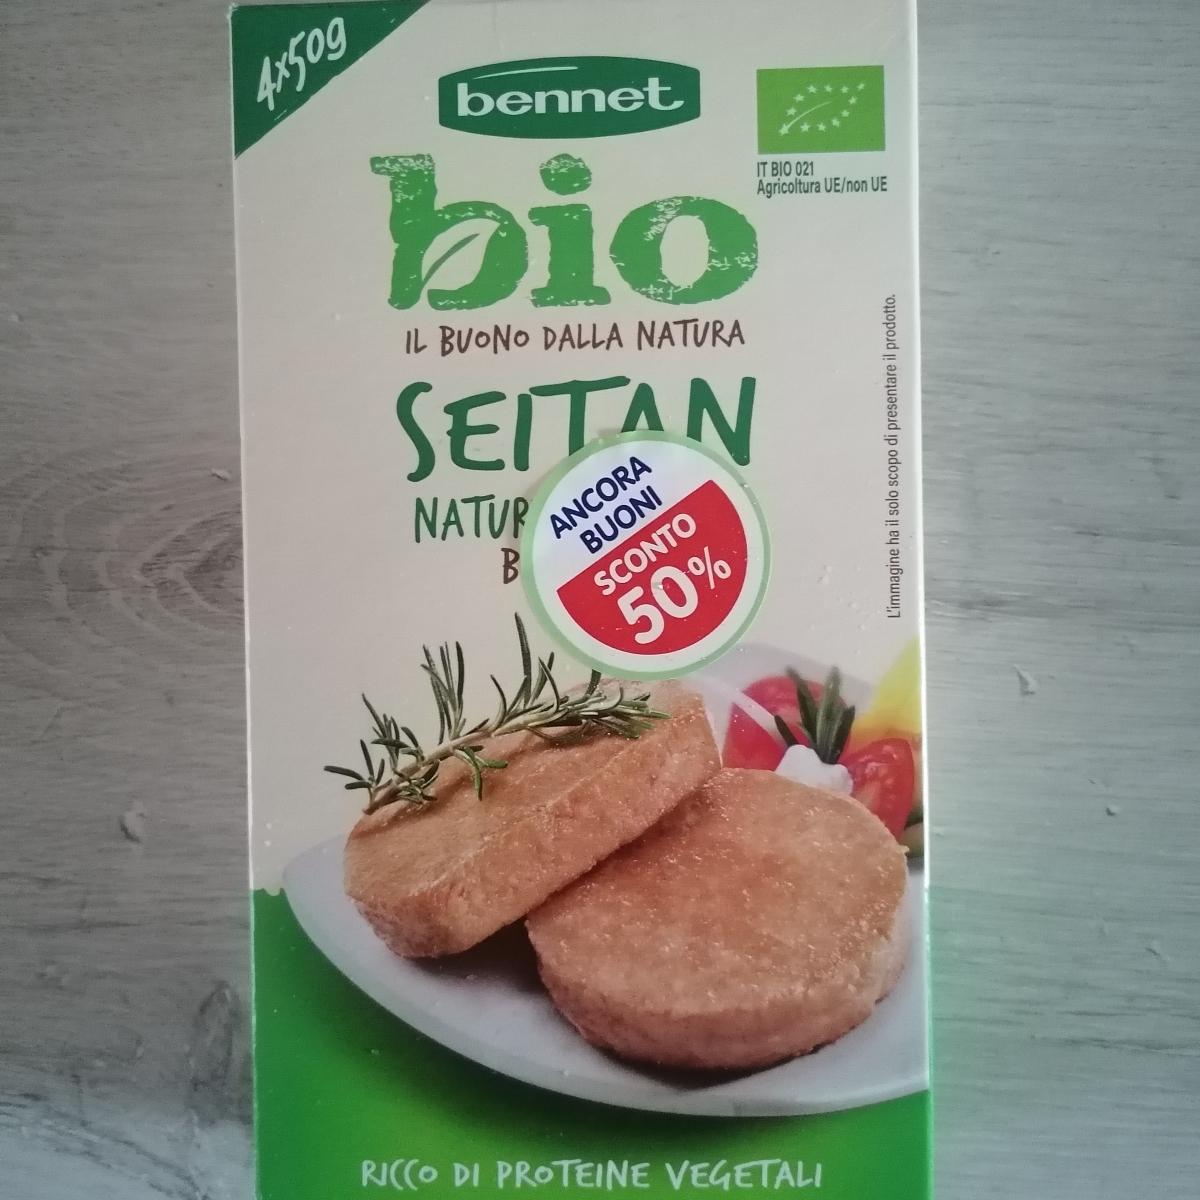 4x50g
bennet
bio
IT BIO 021
Agricoltura UE/non UE
IL BUONO DALLA NATURA
SEITAN
L'immagine ha il solo scopo di presentare il prodotto.
ANCORA
BUONI
SCONTO
50%
RICCO DI PROTEINE VEGETALI